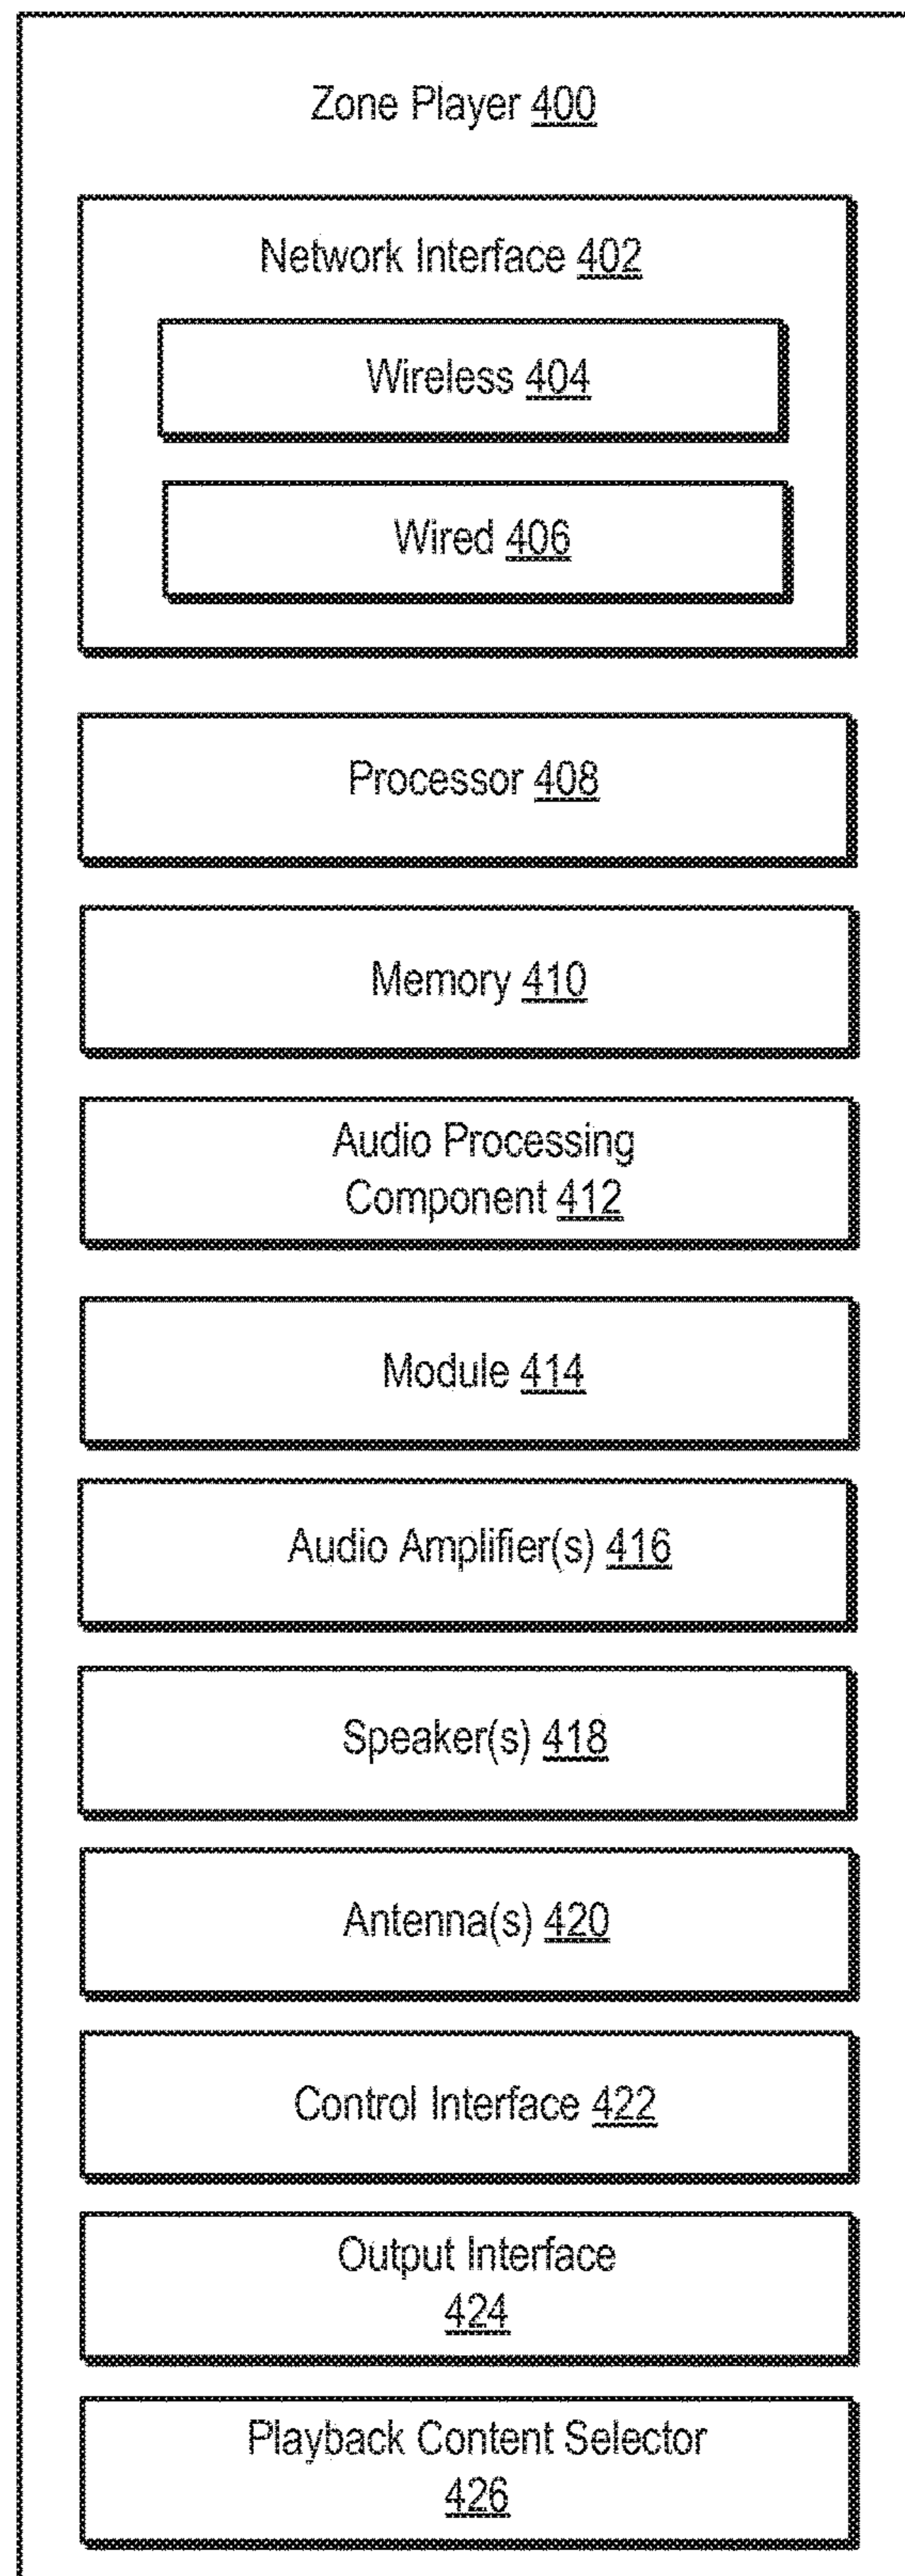 Zone Player 400
Network Interface 402
Wireless 404
Wired 406
Processor 408
Memory 410
Audio Processing
Component 412
Module 414
Audio Amplifier(s) 416
Speaker(s) 418
Antenna(s) 420
Control Interface 422
Output Interface
424
Playback Content Selector
426